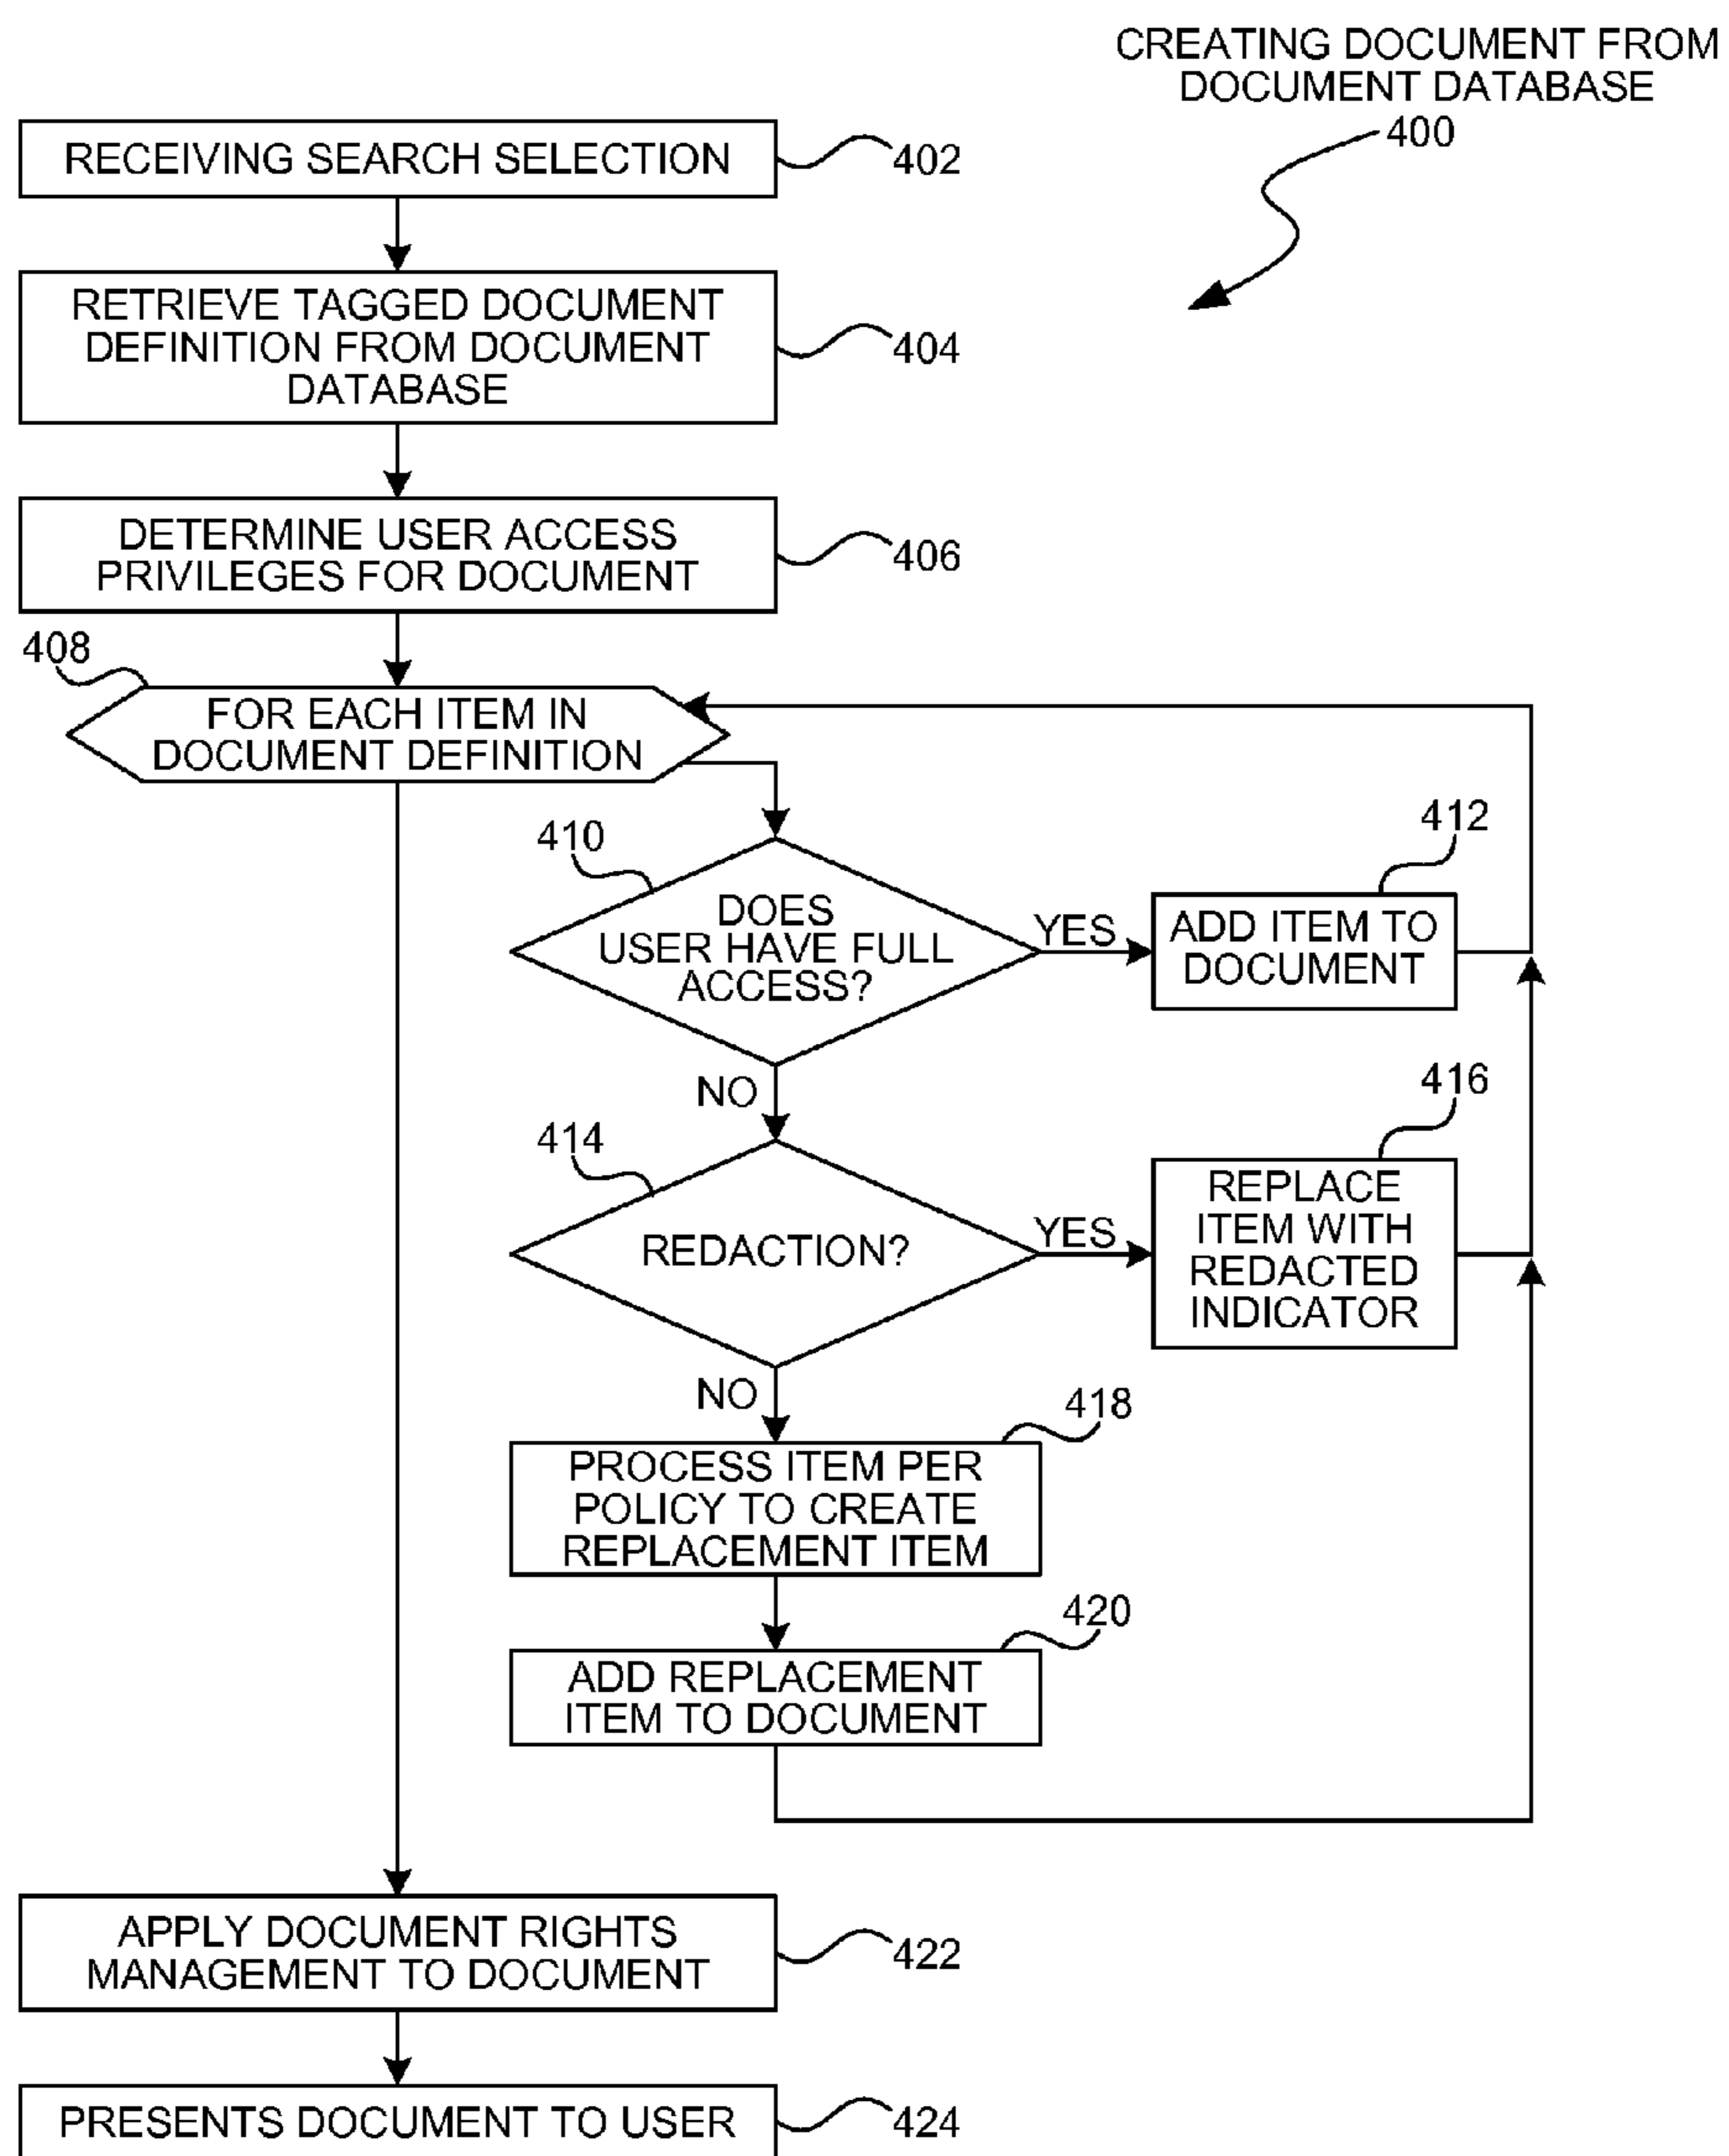 CREATING DOCUMENT FROM
DOCUMENT DATABASE
400
RECEIVING SEARCH SELECTION
402
RETRIEVE TAGGED DOCUMENT
DEFINITION FROM DOCUMENT
DATABASE
404
DETERMINE USER ACCESS
PRIVILEGES FOR DOCUMENT
406
408
FOR EACH ITEM IN
DOCUMENT DEFINITION
410
DOES
USER HAVE FULL
ACCESS?
YES
412
ADD ITEM TO
DOCUMENT
NO
414
REDACTION?
YES
416
REPLACE
ITEM WITH
REDACTED
INDICATOR
NO
418
PROCESS ITEM PER
POLICY TO CREATE
REPLACEMENT ITEM
420
ADD REPLACEMENT
ITEM TO DOCUMENT
APPLY DOCUMENT RIGHTS
MANAGEMENT TO DOCUMENT
422
PRESENTS DOCUMENT TO USER
424